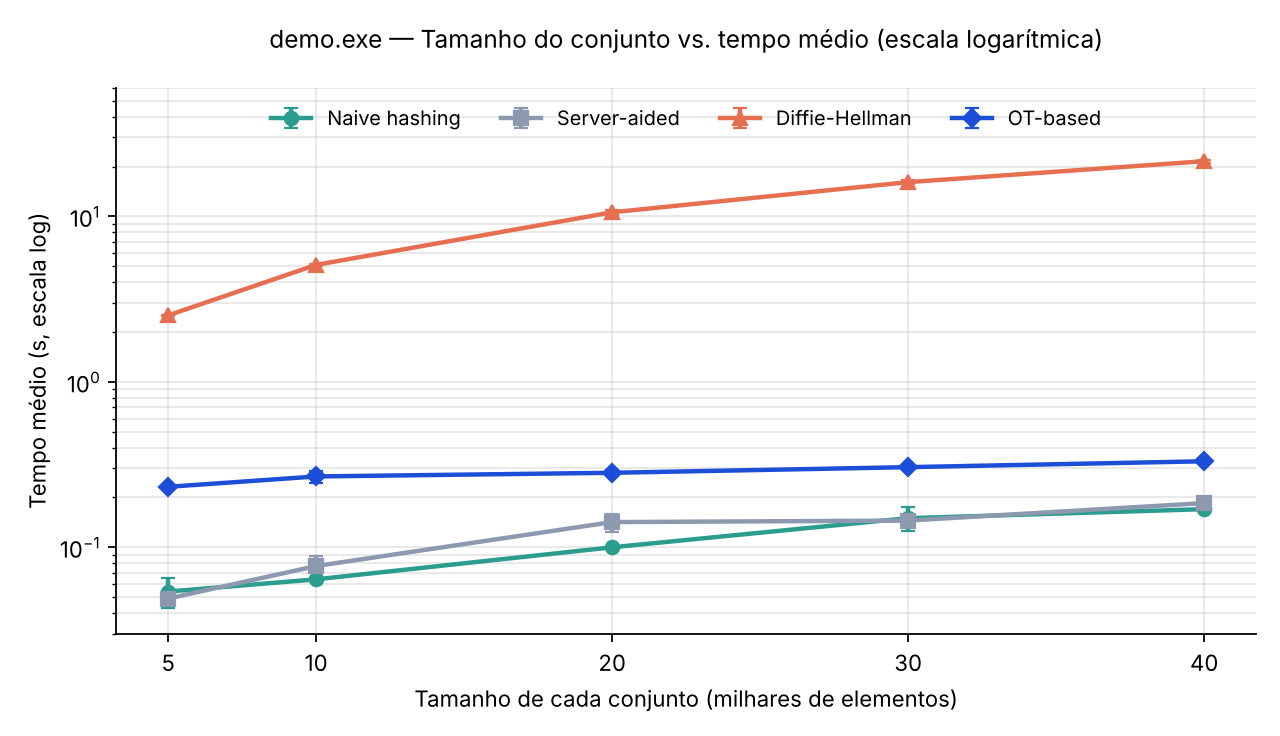 demo.exe — Tamanho do conjunto vs. tempo médio (escala logarítmica)
Naive hashing Server-aided Diffie-Hellman OT-based
Tempo médio (s, escala log)
10¹
10⁰
10⁻¹
5 10 20 30 40
Tamanho de cada conjunto (milhares de elementos)